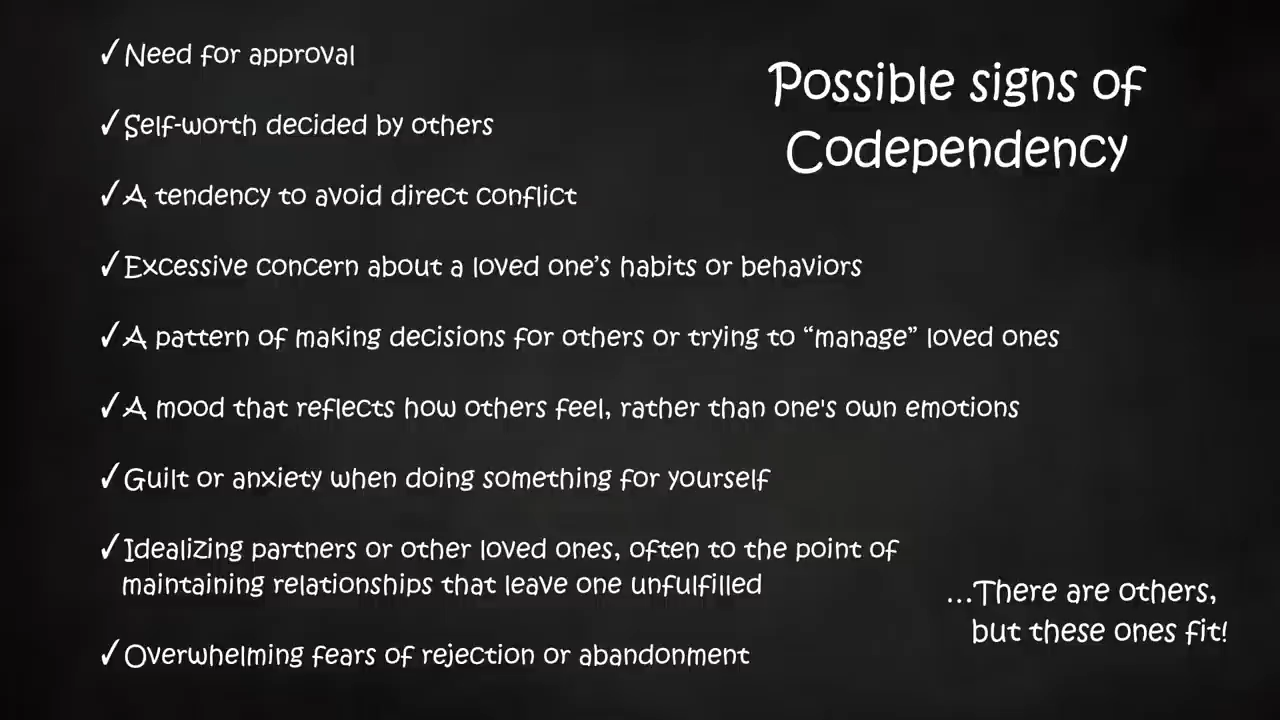 Possible signs of
Codependency
✓Need for approval
✓Self-worth decided by others
✓A tendency to avoid direct conflict
✓Excessive concern about a loved one’s habits or behaviors
✓A pattern of making decisions for others or trying to “manage” loved ones
✓A mood that reflects how others feel, rather than one's own emotions
✓Guilt or anxiety when doing something for yourself
✓Idealizing partners or other loved ones, often to the point of
maintaining relationships that leave one unfulfilled
✓Overwhelming fears of rejection or abandonment
...There are others,
but these ones fit!